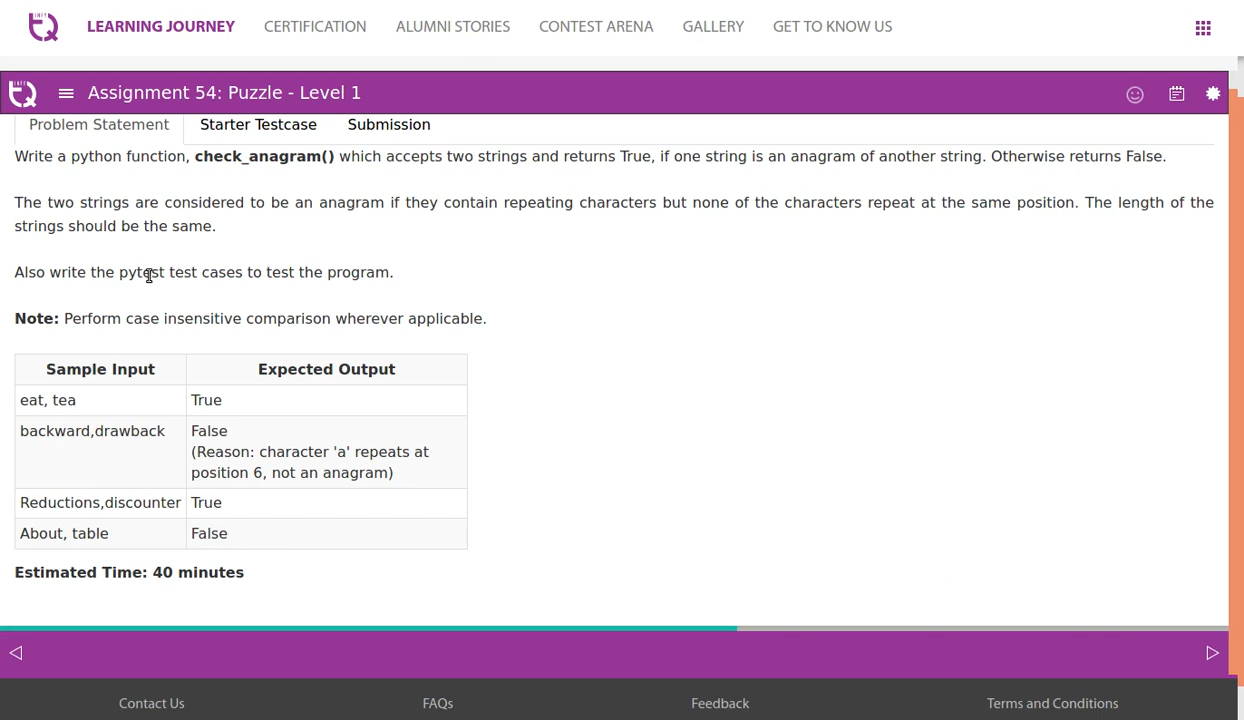 LEARNING JOURNEY CERTIFICATION ALUMNI STORIES CONTEST ARENA GALLERY GET TO KNOW US
Assignment 54: Puzzle - Level 1
Problem Statement Starter Testcase Submission
Write a python function, check_anagram() which accepts two strings and returns True, if one string is an anagram of another string. Otherwise returns False.
The two strings are considered to be an anagram if they contain repeating characters but none of the characters repeat at the same position. The length of the
strings should be the same.
Also write the pytest test cases to test the program.
Note: Perform case insensitive comparison wherever applicable.
Sample Input Expected Output
eat, tea True
backward,drawback False
(Reason: character 'a' repeats at
position 6, not an anagram)
Reductions,discounter True
About, table False
Estimated Time: 40 minutes
Contact Us FAQs Feedback Terms and Conditions